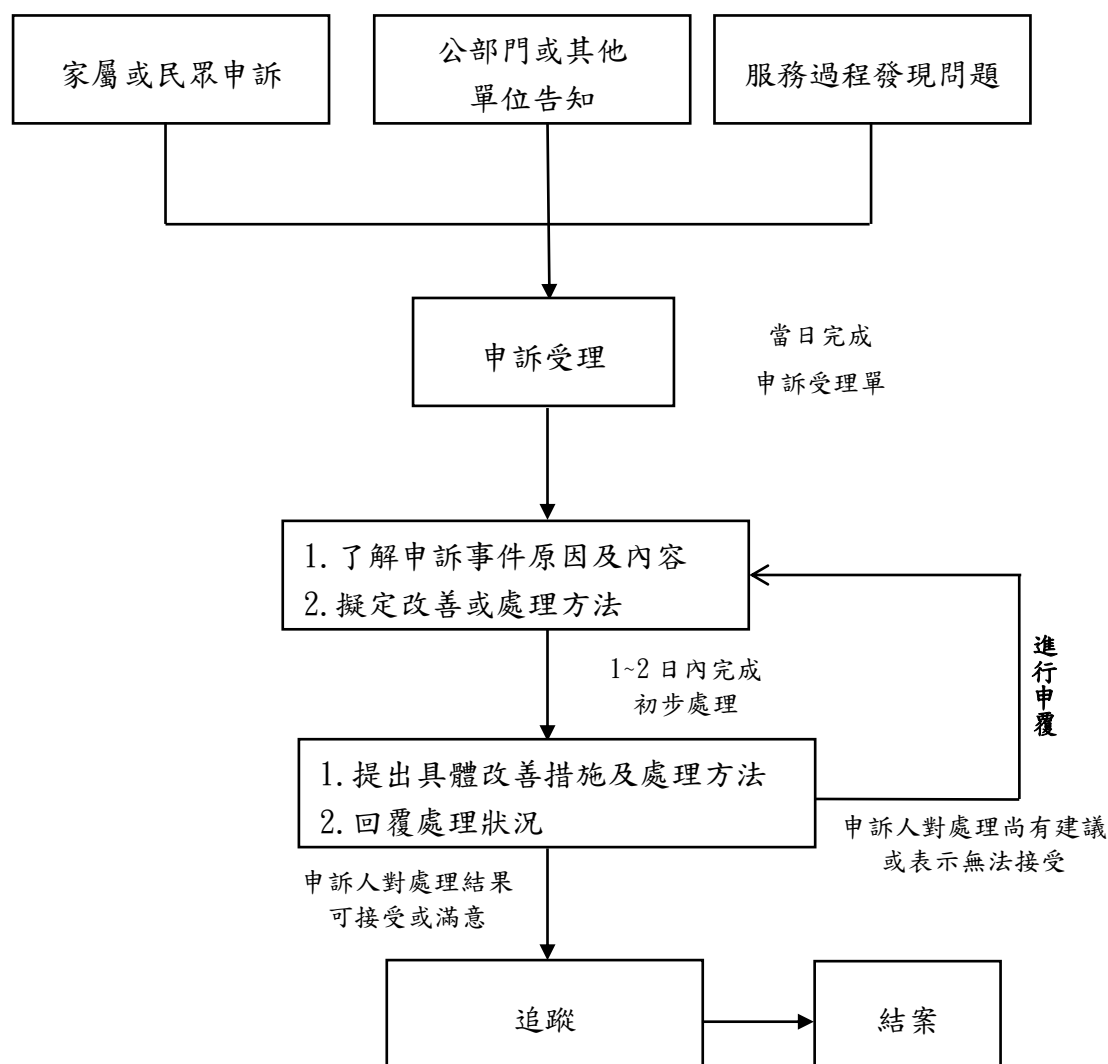 家屬或民眾申訴
公部門或其他
單位告知
服務過程發現問題
申訴受理
當日完成
申訴受理單
1.了解申訴事件原因及內容
2.擬定改善或處理方法
1~2 日內完成
初步處理
進行申覆
1.提出具體改善措施及處理方法
2.回覆處理狀況
申訴人對處理尚有建議
或表示無法接受
申訴人對處理結果
可接受或滿意
追蹤
結案